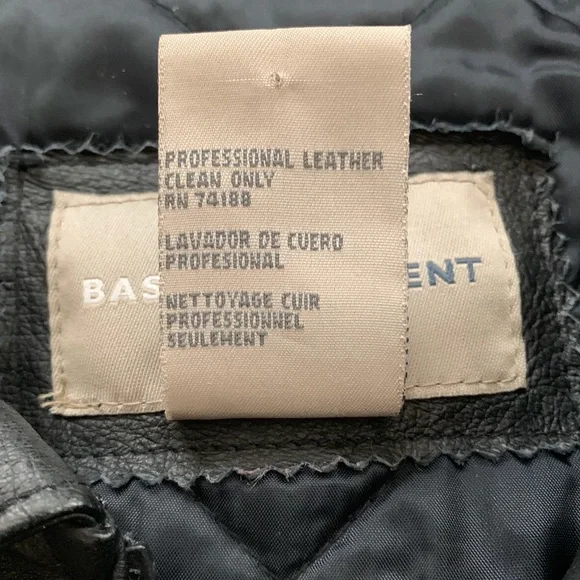 PROFESSIONAL LEATHER
CLEAN ONLY
RN 74188
LAVADOR DE CUERO
PROFESIONAL
NETTOYAGE CUIR
PROFESSIONNEL
SEULEMENT
BAS ENT